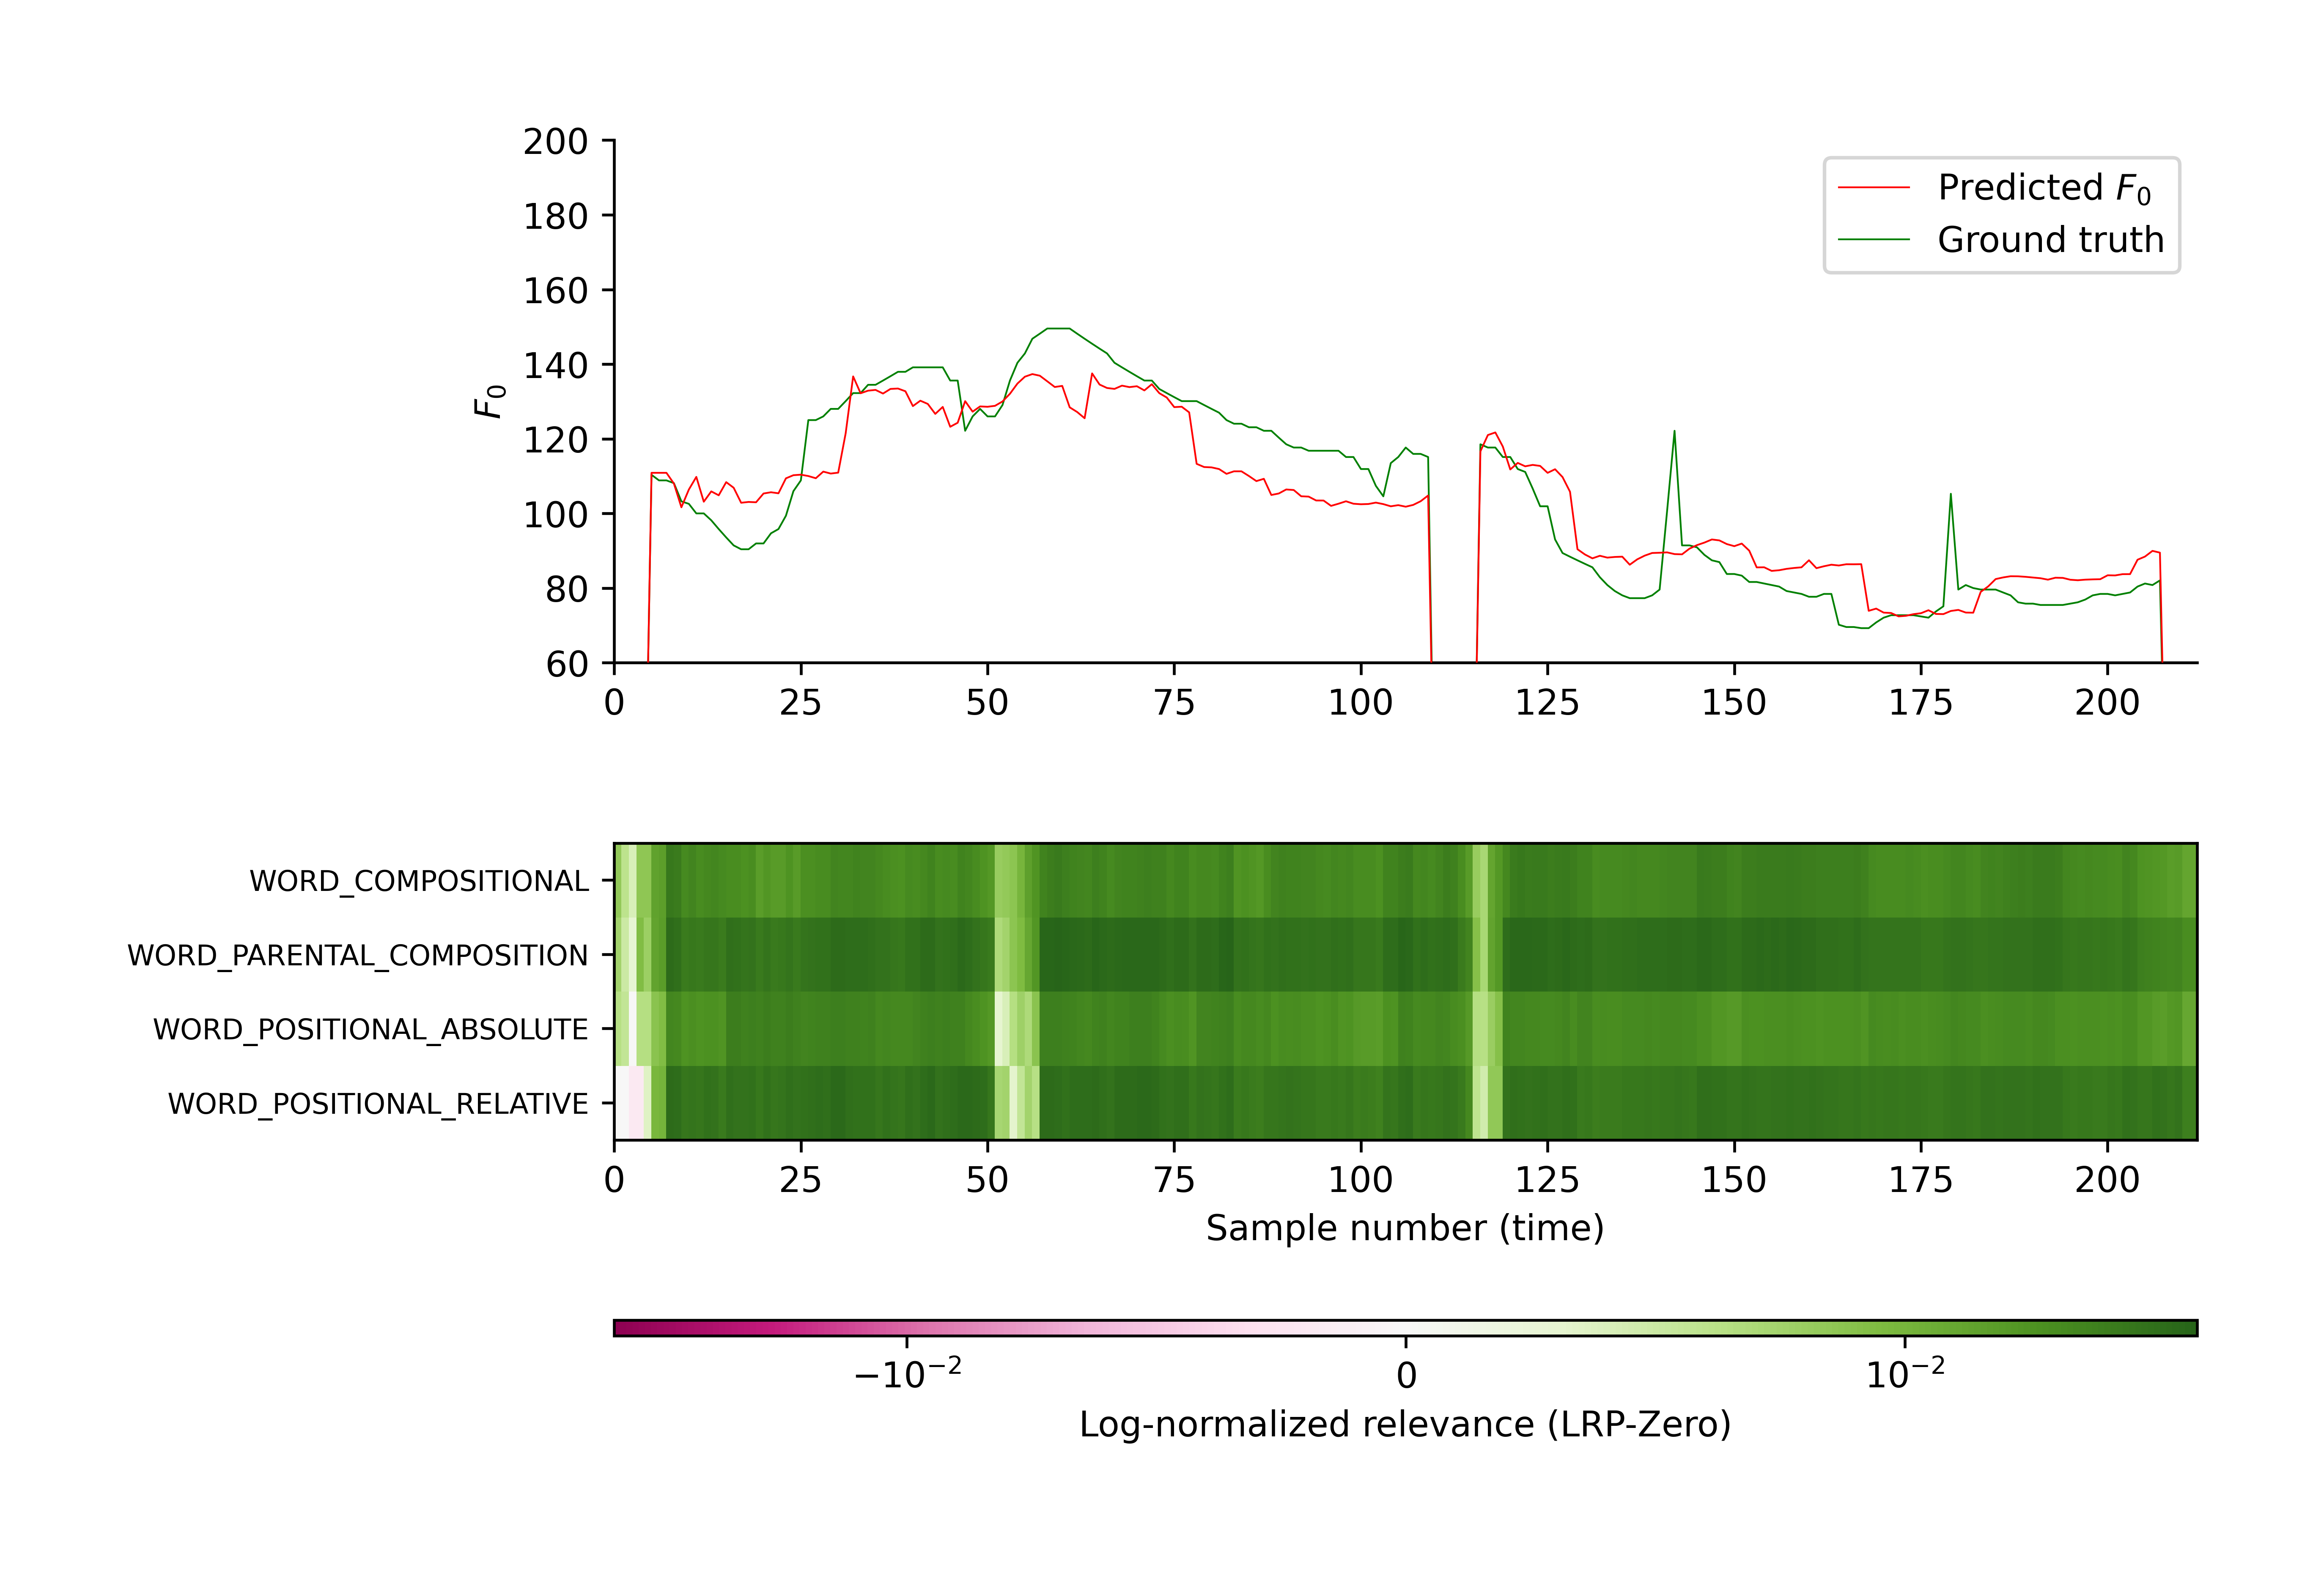 200
180
160
140
120
100
80
60
F0
Predicted F0
Ground truth
0 25 50 75 100 125 150 175 200
WORD_COMPOSITIONAL
WORD_PARENTAL_COMPOSITION
WORD_POSITIONAL_ABSOLUTE
WORD_POSITIONAL_RELATIVE
0 25 50 75 100 125 150 175 200
Sample number (time)
−10⁻² 0 10⁻²
Log-normalized relevance (LRP-Zero)